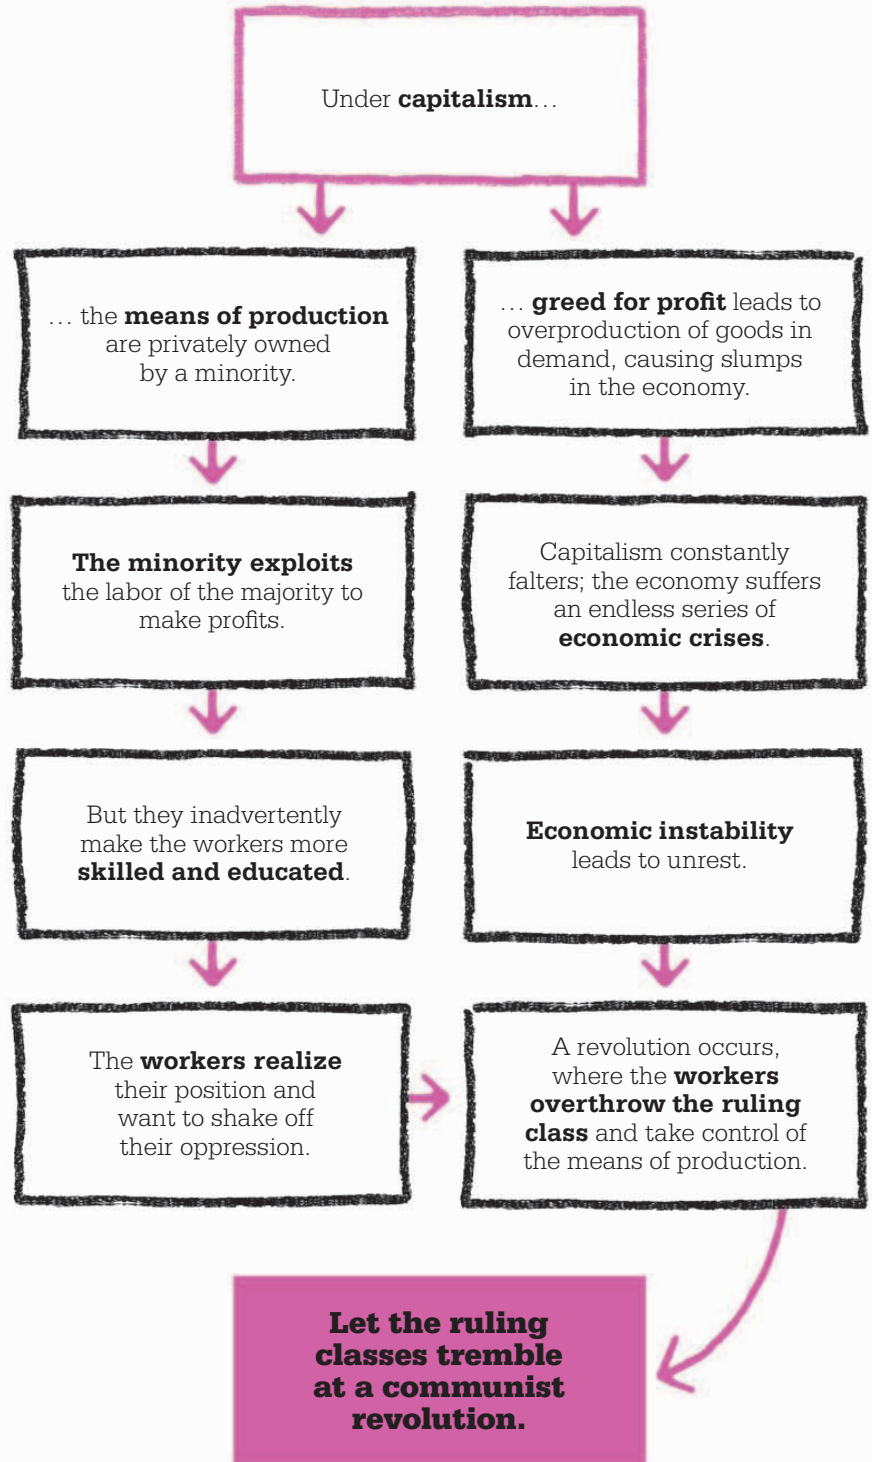 Under capitalism…
… the means of production
are privately owned
by a minority.
The minority exploits
the labor of the majority to
make profits.
But they inadvertently
make the workers more
skilled and educated.
The workers realize
their position and
want to shake off
their oppression.
… greed for profit leads to
overproduction of goods in
demand, causing slumps
in the economy.
Capitalism constantly
falters; the economy suffers
an endless series of
economic crises.
Economic instability
leads to unrest.
A revolution occurs,
where the workers
overthrow the ruling
class and take control of
the means of production.
Let the ruling
classes tremble
at a communist
revolution.